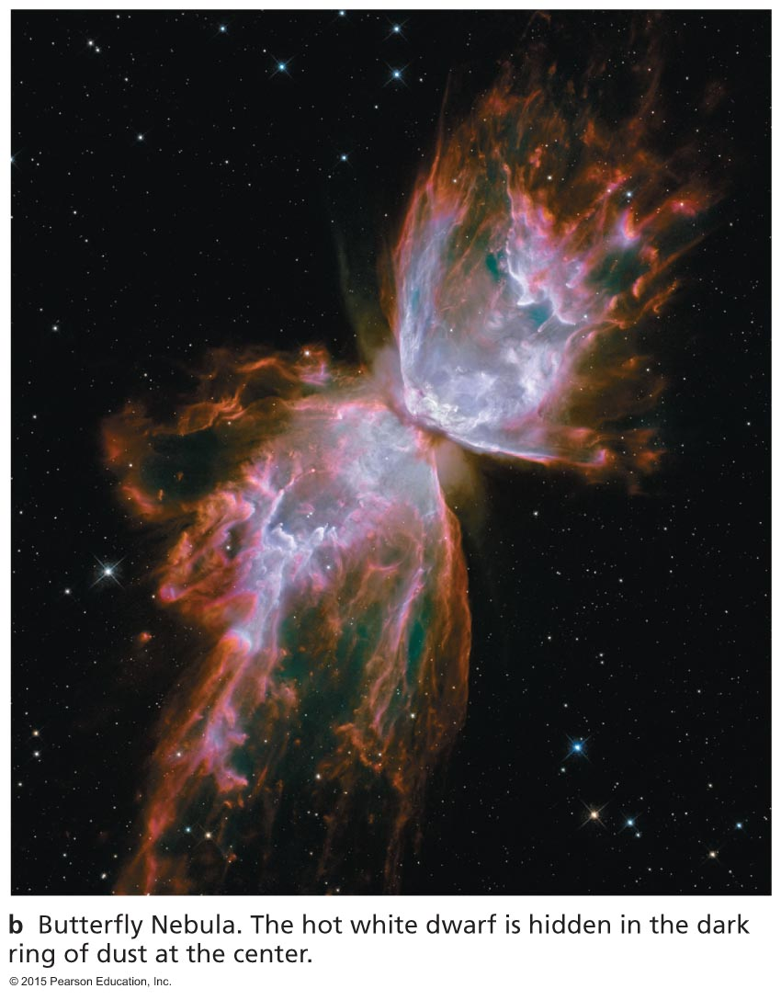 b Butterfly Nebula. The hot white dwarf is hidden in the dark
ring of dust at the center.
© 2015 Pearson Education, Inc.